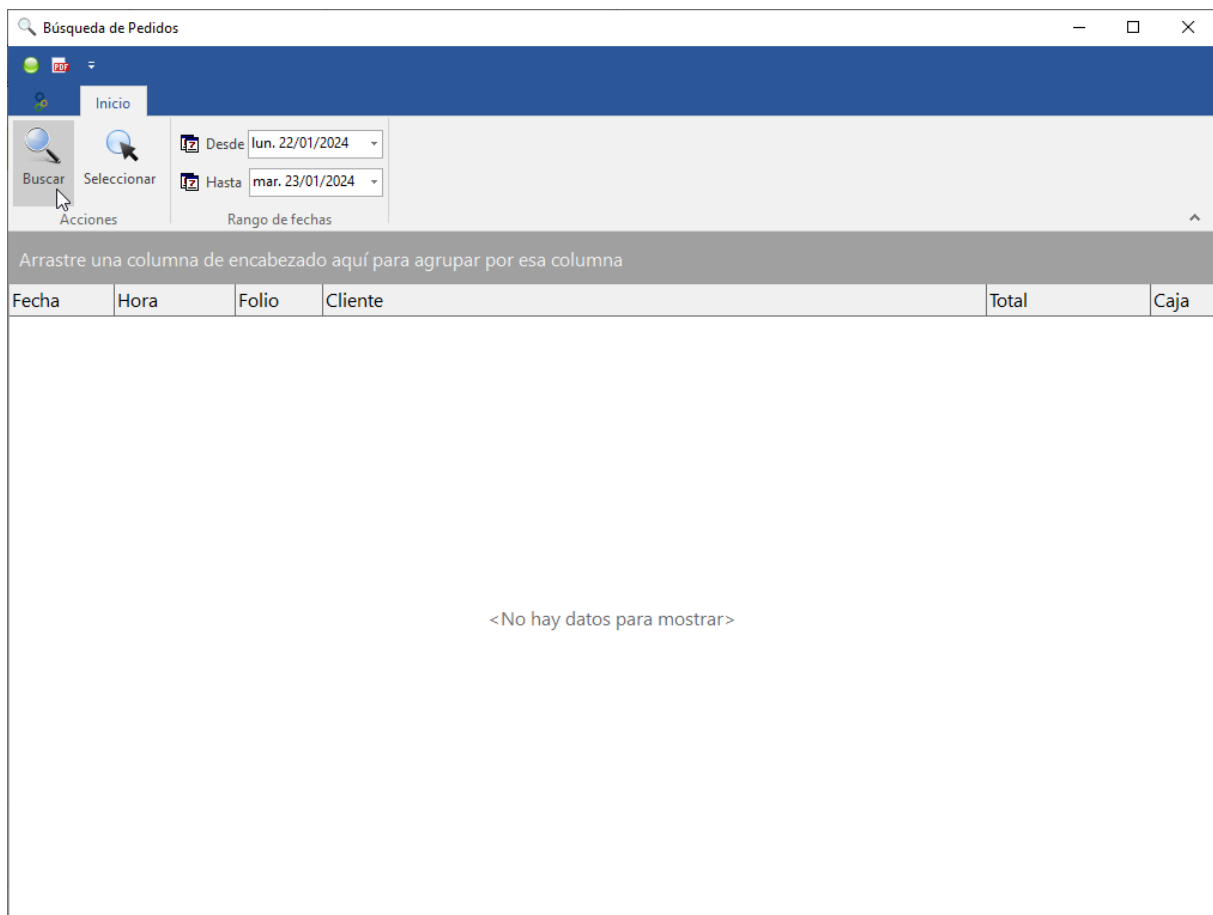 Búsqueda de Pedidos
PDF
Inicio
Buscar
Seleccionar
Desde lun. 22/01/2024
Hasta mar. 23/01/2024
Acciones
Rango de fechas
Arrastre una columna de encabezado aquí para agrupar por esa columna
Fecha Hora Folio Cliente Total Caja
<No hay datos para mostrar>